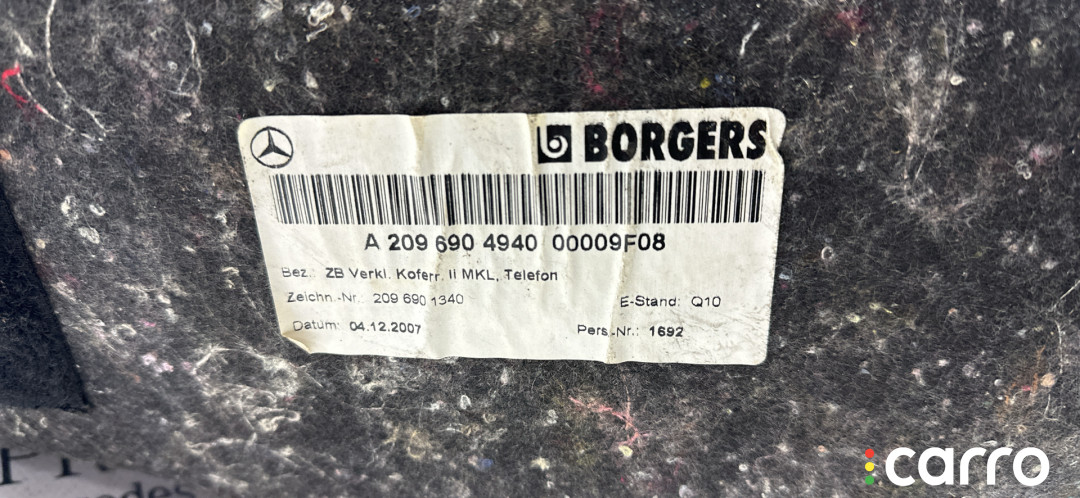 BORGERS
A 209 690 4940 00009F08
Bez.: ZB Verkl. Koferr. li MKL, Telefon
Zeichn.-Nr.: 209 690 1340 E-Stand: Q10
Datum: 04.12.2007 Pers.-Nr.: 1692
carro